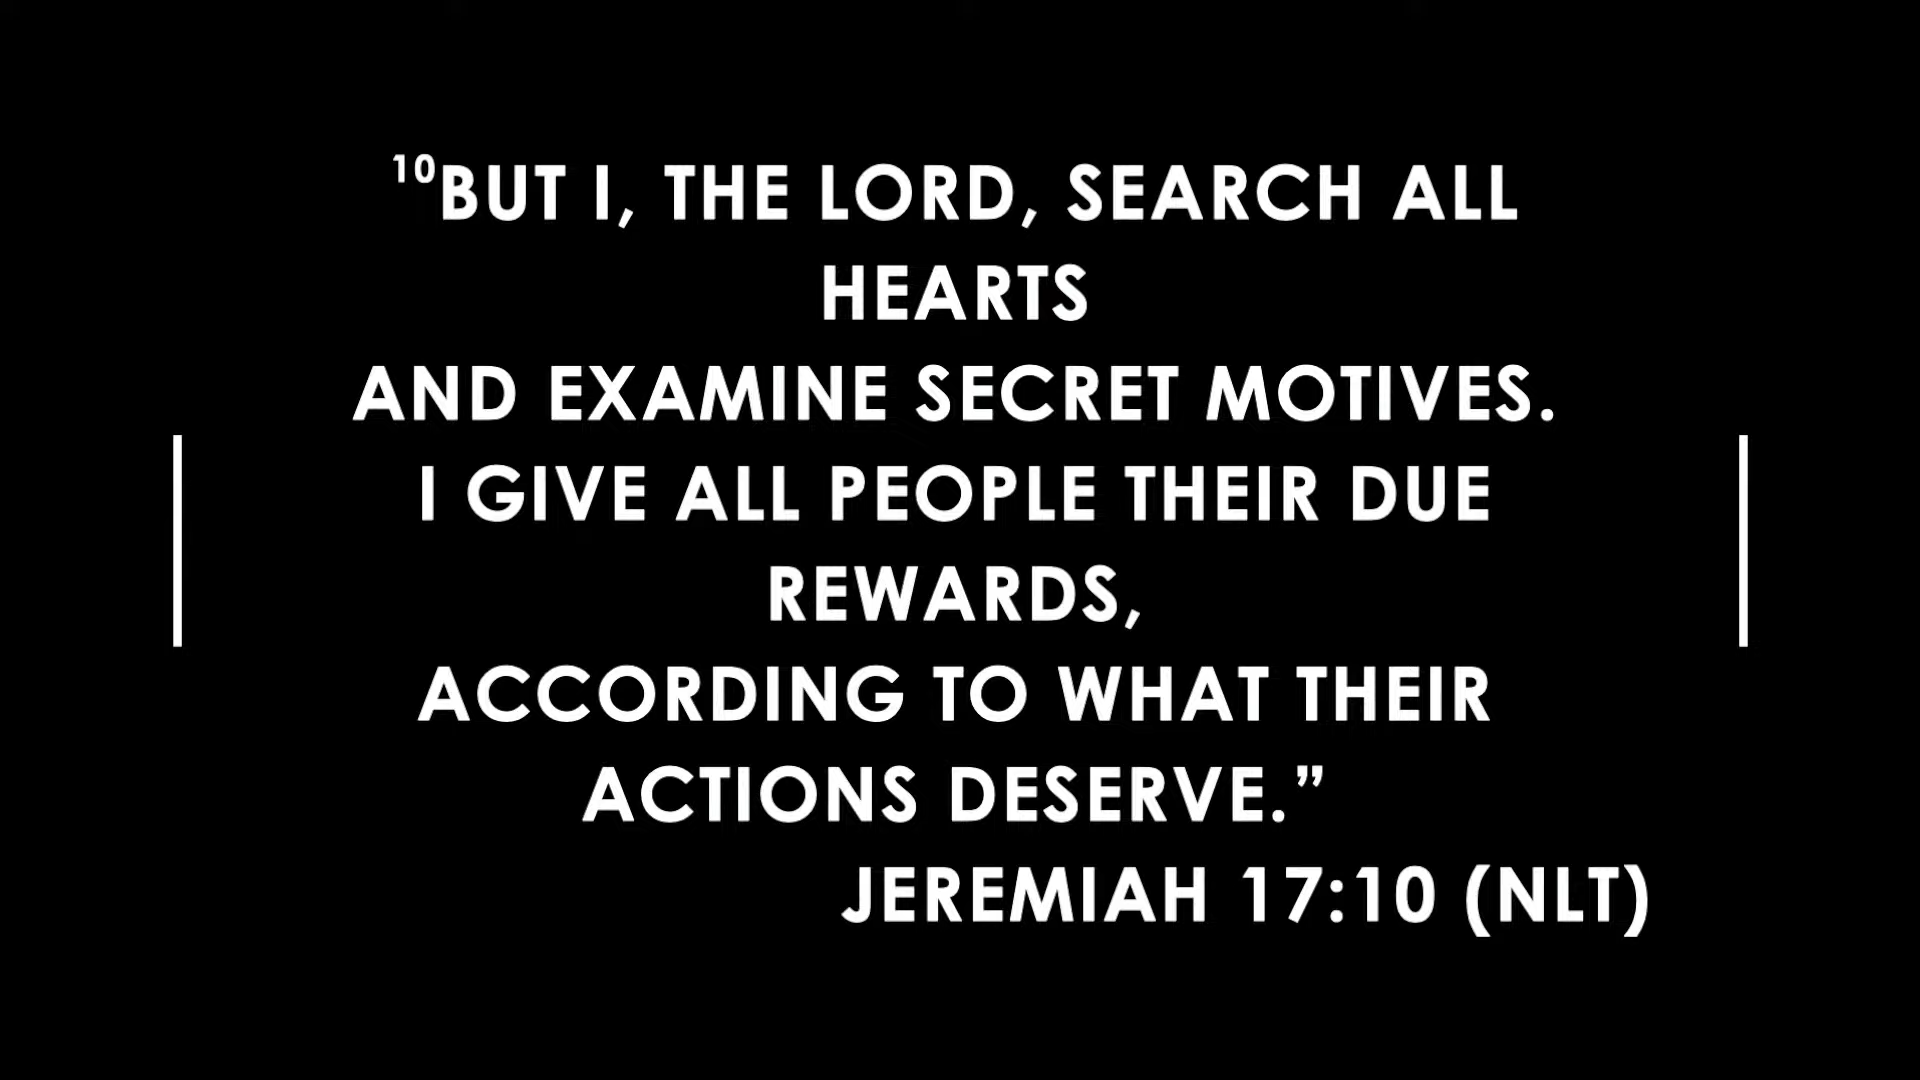 ¹⁰BUT I, THE LORD, SEARCH ALL
HEARTS
AND EXAMINE SECRET MOTIVES.
I GIVE ALL PEOPLE THEIR DUE
REWARDS,
ACCORDING TO WHAT THEIR
ACTIONS DESERVE.”
JEREMIAH 17:10 (NLT)